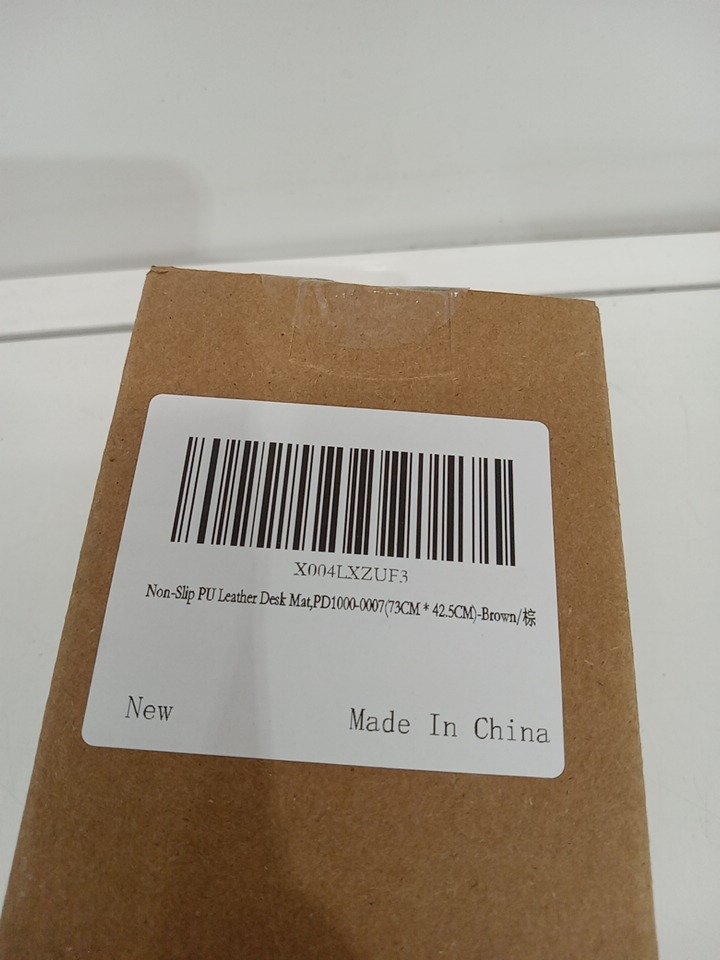 X004LXZUF3
Non-Slip PU Leather Desk Mat,PD1000-0007(73CM * 42.5CM)-Brown/棕
New
Made In China